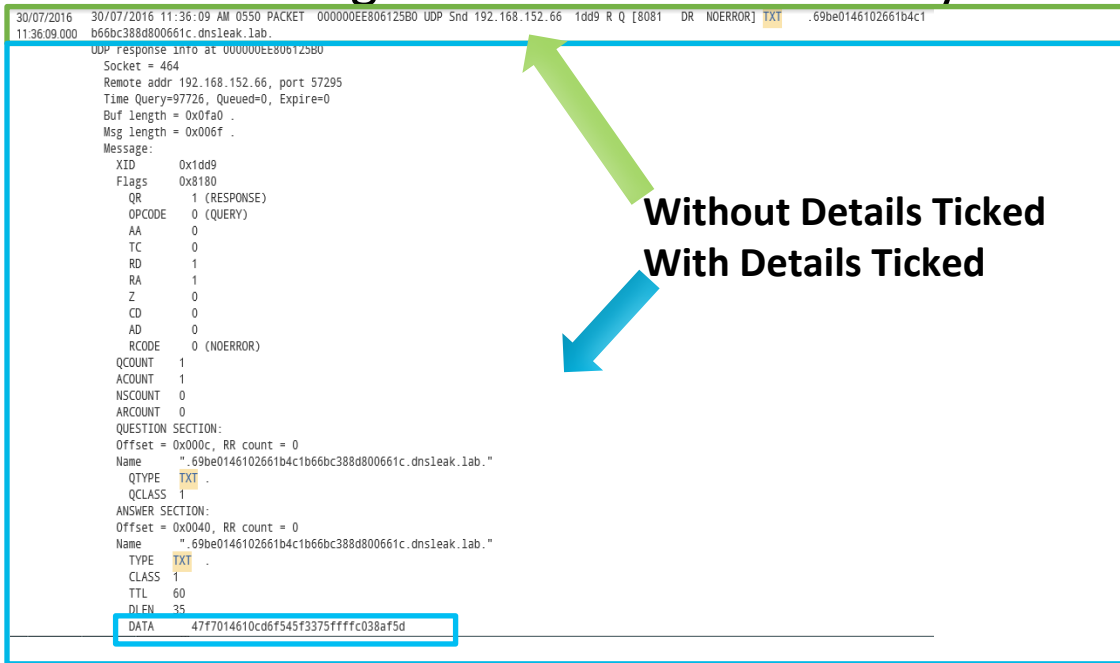 30/07/2016 30/07/2016 11:36:09 AM 0550 PACKET 000000EE806125B0 UDP Snd 192.168.152.66 1dd9 R Q [8081 DR NOERROR] TXT .69be0146102661b4c1
11:36:09.000 b66bc388d800661c.dnsleak.lab.
UDP response info at 000000EE806125B0
Socket = 464
Remote addr 192.168.152.66, port 57295
Time Query=97726, Queued=0, Expire=0
Buf length = 0x0fa0 .
Msg length = 0x006f .
Message:
XID 0x1dd9
Flags 0x8180
QR 1 (RESPONSE)
OPCODE 0 (QUERY)
AA 0
TC 0
RD 1
RA 1
Z 0
CD 0
AD 0
RCODE 0 (NOERROR)
QCOUNT 1
ACOUNT 1
NSCOUNT 0
ARCOUNT 0
QUESTION SECTION:
Offset = 0x000c, RR count = 0
Name ".69be0146102661b4c1b66bc388d800661c.dnsleak.lab."
QTYPE TXT .
QCLASS 1
ANSWER SECTION:
Offset = 0x0040, RR count = 0
Name ".69be0146102661b4c1b66bc388d800661c.dnsleak.lab."
TYPE TXT .
CLASS 1
TTL 60
DLEN 35
DATA 47f7014610cd6f545f3375ffffc038af5d
Without Details Ticked
With Details Ticked